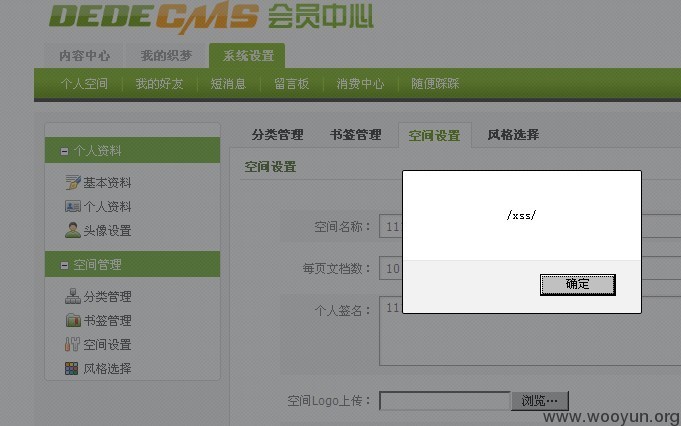 DEDECMS 会员中心
内容中心 我的织梦 系统设置
个人空间 我的好友 短消息 留言板 消费中心 随便踩踩
个人资料
基本资料
个人资料
头像设置
空间管理
分类管理
书签管理
空间设置
风格选择
分类管理 书签管理 空间设置 风格选择
空间设置
空间名称： 11
每页文档数： 10
个人签名： 11
空间Logo上传： 浏览…
/xss/
确定
www.wooyun.org